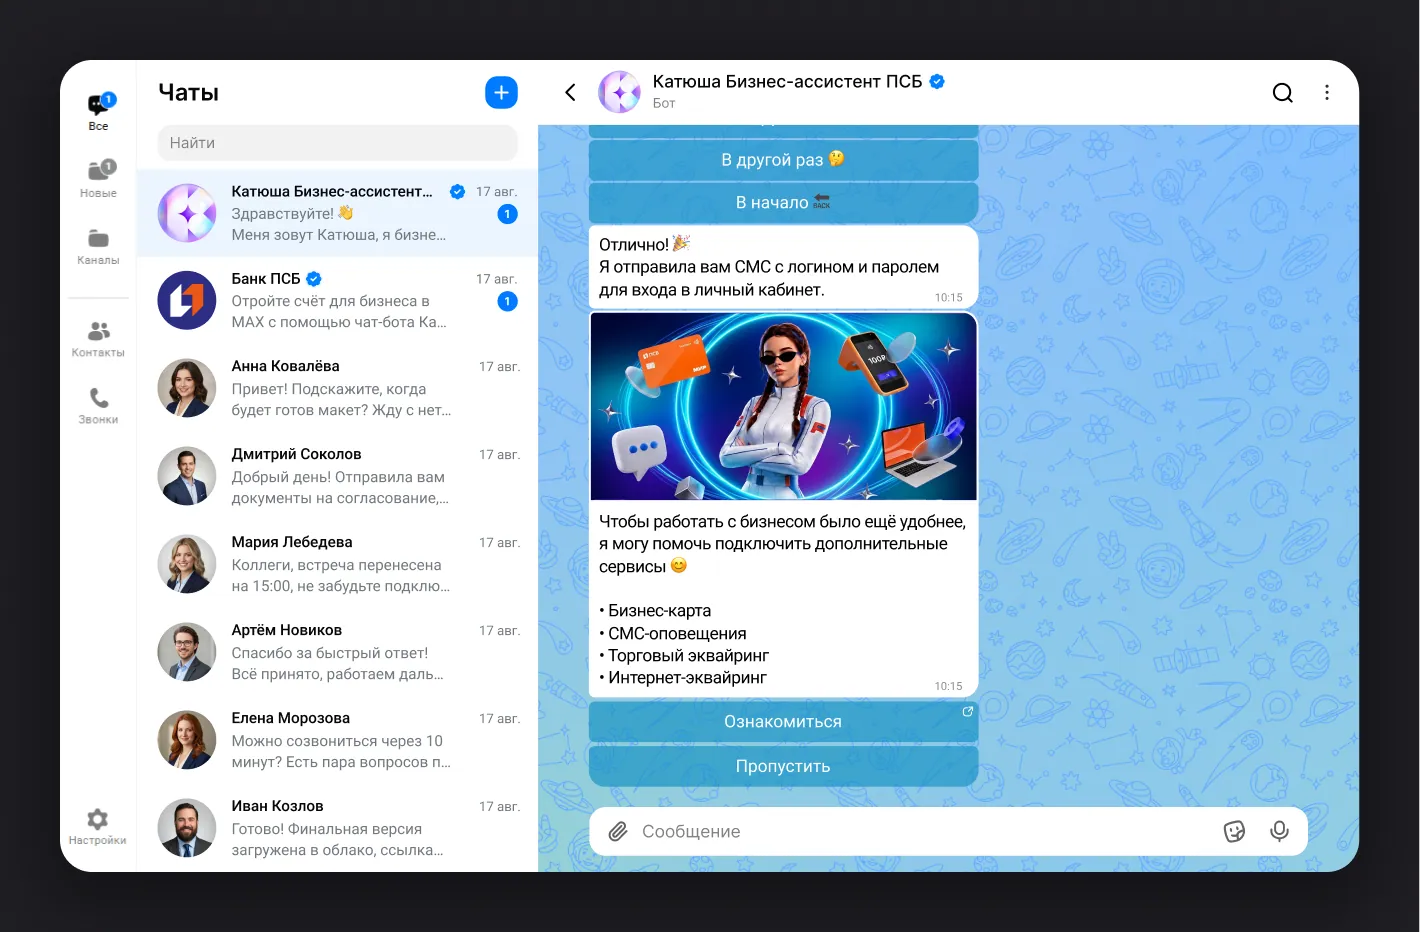 Чаты
1
Все
1
Новые
Каналы
Контакты
Звонки
Настройки
Найти
Катюша Бизнес-ассистент...
17 авг.
Здравствуйте! 👋
1
Меня зовут Катюша, я бизне...
Банк ПСБ
17 авг.
Отройте счёт для бизнеса в
1
MAX с помощью чат-бота Ка...
Анна Ковалёва
17 авг.
Привет! Подскажите, когда
будет готов макет? Жду с нет...
Дмитрий Соколов
17 авг.
Добрый день! Отправила вам
документы на согласование,...
Мария Лебедева
17 авг.
Коллеги, встреча перенесена
на 15:00, не забудьте подклю...
Артём Новиков
17 авг.
Спасибо за быстрый ответ!
Всё принято, работаем даль...
Елена Морозова
17 авг.
Можно созвониться через 10
минут? Есть пара вопросов п...
Иван Козлов
17 авг.
Готово! Финальная версия
загружена в облако, ссылка...
Катюша Бизнес-ассистент ПСБ
Бот
В другой раз 🤔
В начало 🔙
Отлично! 🎉
Я отправила вам СМС с логином и паролем
для входа в личный кабинет.
10:15
ПСБ
МИР
100₽
Чтобы работать с бизнесом было ещё удобнее,
я могу помочь подключить дополнительные
сервисы 😊
• Бизнес-карта
• СМС-оповещения
• Торговый эквайринг
• Интернет-эквайринг
10:15
Ознакомиться
Пропустить
Сообщение